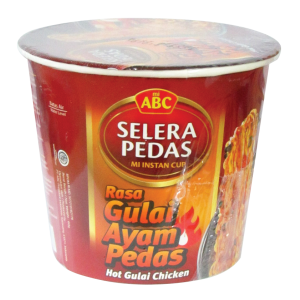 ABC
SELERA
PEDAS
MI INSTAN CUP
Rasa
Gulai
Ayam
Pedas
Hot Gulai Chicken